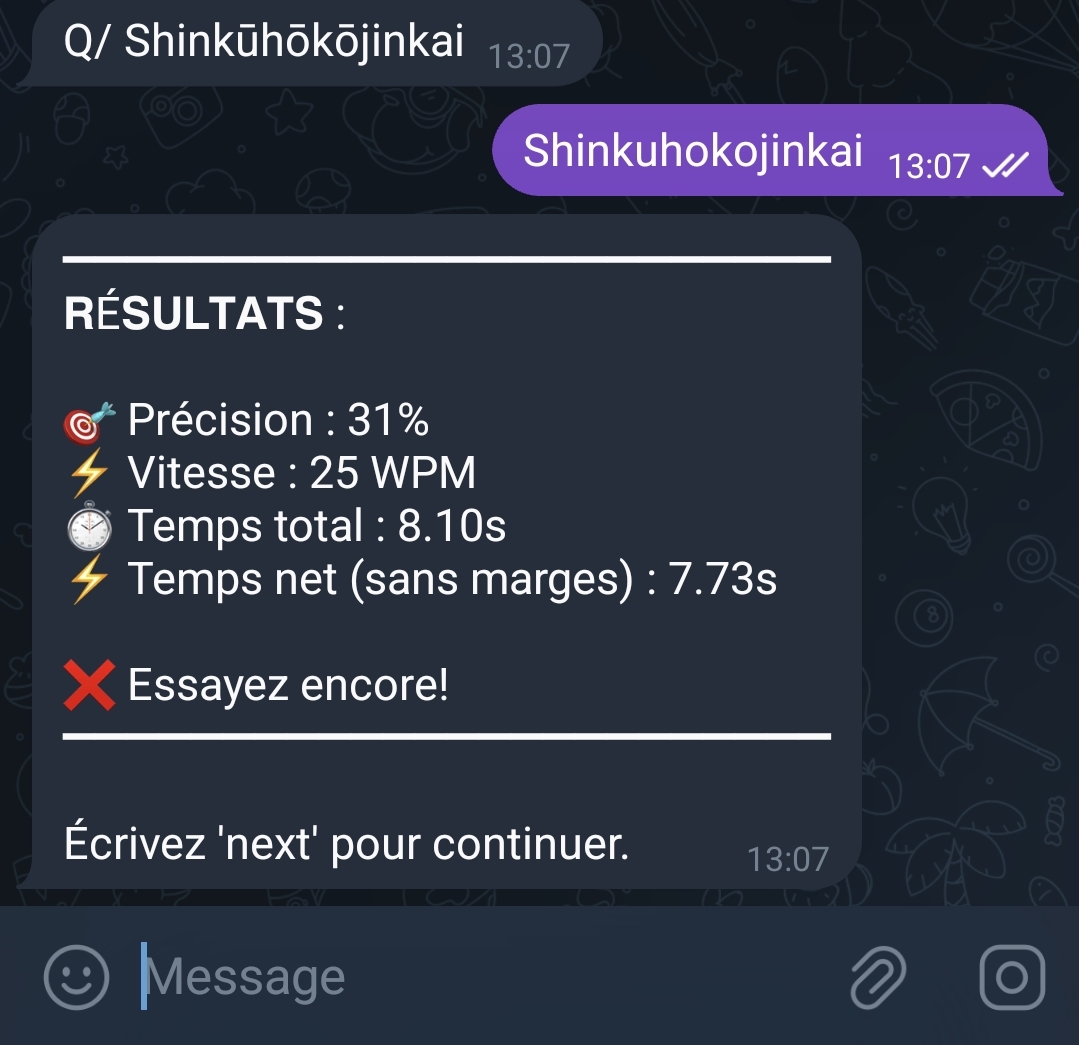 Q/ Shinkūhōkōjinkai 13:07
Shinkuhokojinkai 13:07
RÉSULTATS :
🎯 Précision : 31%
⚡ Vitesse : 25 WPM
⏱️ Temps total : 8.10s
⚡ Temps net (sans marges) : 7.73s
❌ Essayez encore!
Écrivez 'next' pour continuer. 13:07
Message